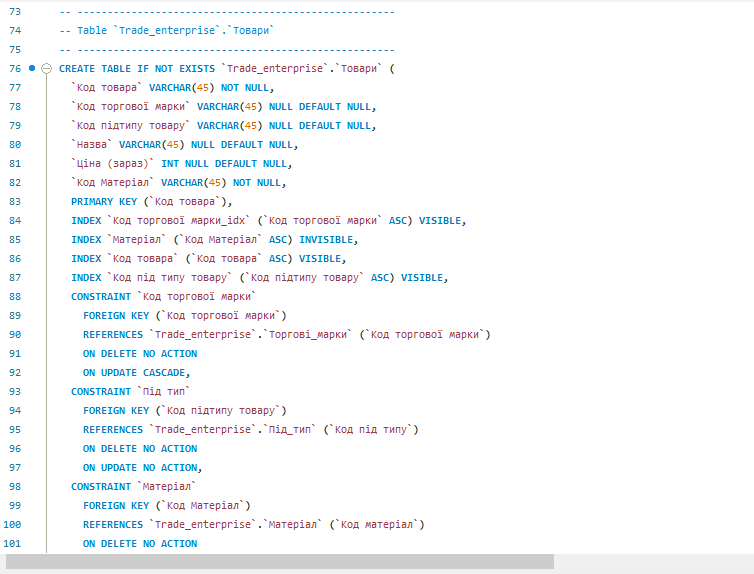 73 -- -----------------------------------------------------
74 -- Table `Trade_enterprise`.`Товари`
75 -- -----------------------------------------------------
76 CREATE TABLE IF NOT EXISTS `Trade_enterprise`.`Товари` (
77 `Код товара` VARCHAR(45) NOT NULL,
78 `Код торгової марки` VARCHAR(45) NULL DEFAULT NULL,
79 `Код підтипу товару` VARCHAR(45) NULL DEFAULT NULL,
80 `Назва` VARCHAR(45) NULL DEFAULT NULL,
81 `Ціна (зараз)` INT NULL DEFAULT NULL,
82 `Код Матеріал` VARCHAR(45) NOT NULL,
83 PRIMARY KEY (`Код товара`),
84 INDEX `Код торгової марки_idx` (`Код торгової марки` ASC) VISIBLE,
85 INDEX `Матеріал` (`Код Матеріал` ASC) INVISIBLE,
86 INDEX `Код товара` (`Код товара` ASC) VISIBLE,
87 INDEX `Код під типу товару` (`Код підтипу товару` ASC) VISIBLE,
88 CONSTRAINT `Код торгової марки`
89 FOREIGN KEY (`Код торгової марки`)
90 REFERENCES `Trade_enterprise`.`Торгові_марки` (`Код торгової марки`)
91 ON DELETE NO ACTION
92 ON UPDATE CASCADE,
93 CONSTRAINT `Під тип`
94 FOREIGN KEY (`Код підтипу товару`)
95 REFERENCES `Trade_enterprise`.`Під_тип` (`Код під типу`)
96 ON DELETE NO ACTION
97 ON UPDATE NO ACTION,
98 CONSTRAINT `Матеріал`
99 FOREIGN KEY (`Код Матеріал`)
100 REFERENCES `Trade_enterprise`.`Матеріал` (`Код матеріал`)
101 ON DELETE NO ACTION